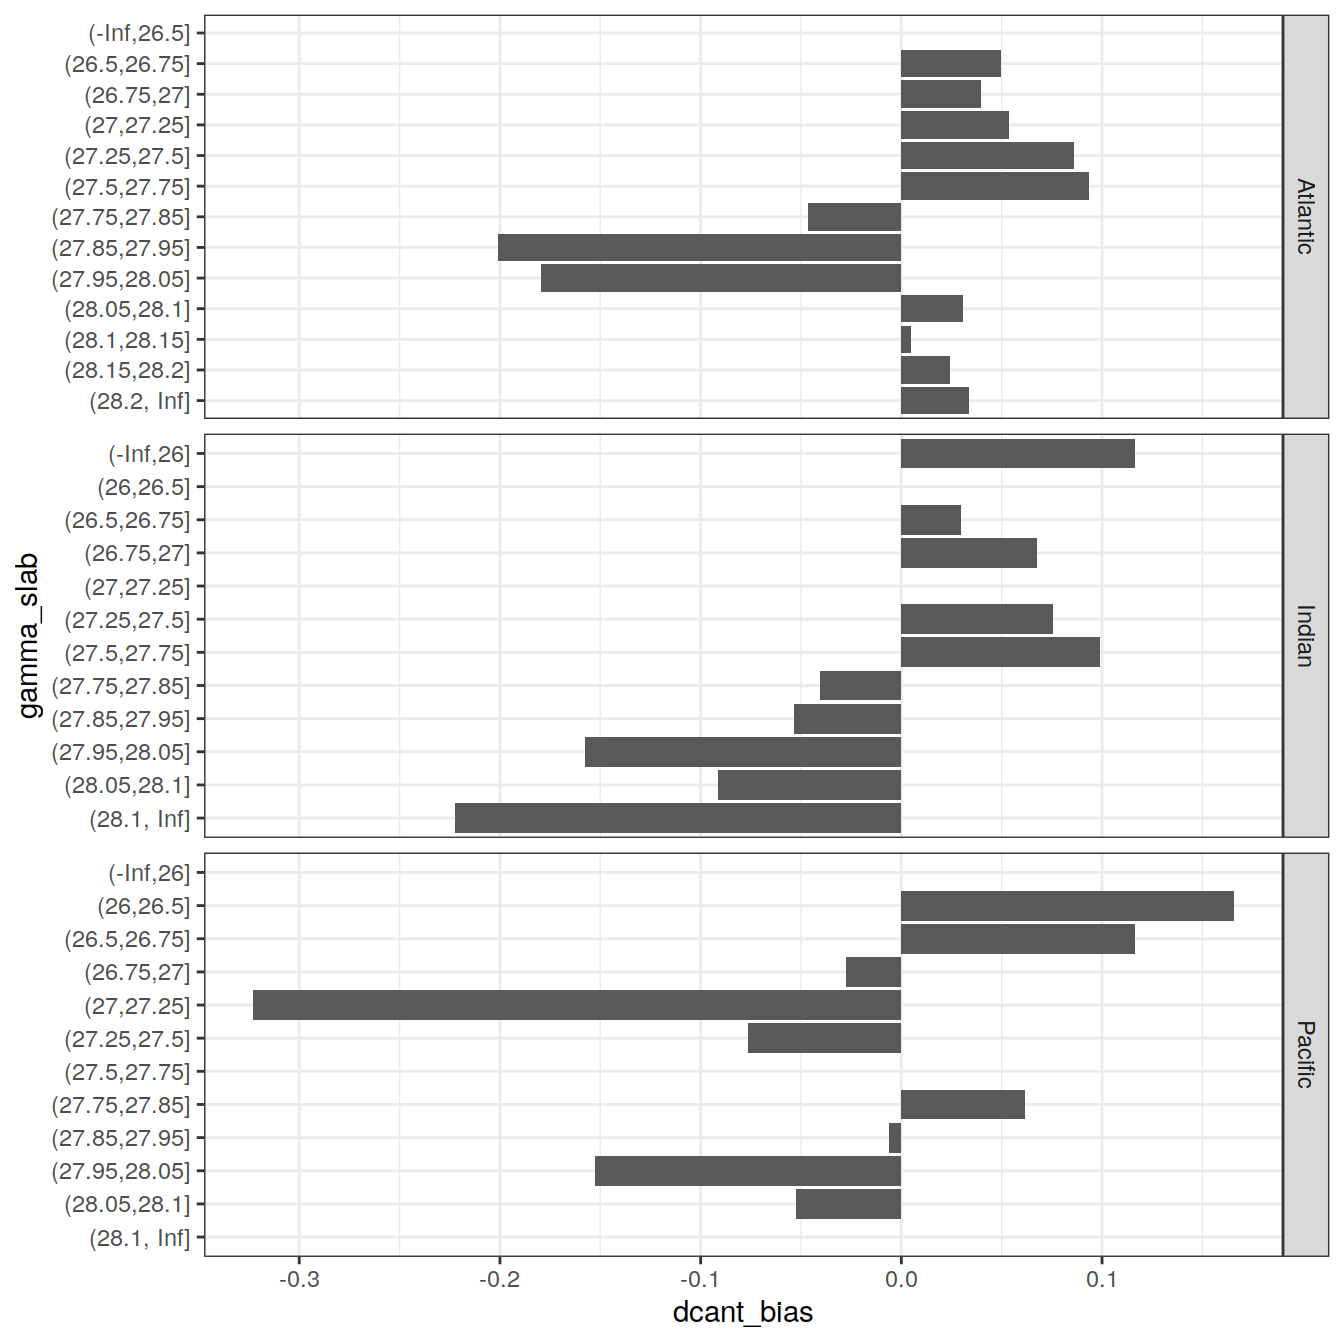 (-Inf,26.5]
(26.5,26.75]
(26.75,27]
(27,27.25]
(27.25,27.5]
(27.5,27.75]
(27.75,27.85]
(27.85,27.95]
(27.95,28.05]
(28.05,28.1]
(28.1,28.15]
(28.15,28.2]
(28.2, Inf]
Atlantic
(-Inf,26]
(26,26.5]
(26.5,26.75]
(26.75,27]
(27,27.25]
(27.25,27.5]
(27.5,27.75]
(27.75,27.85]
(27.85,27.95]
(27.95,28.05]
(28.05,28.1]
(28.1, Inf]
Indian
gamma_slab
(-Inf,26]
(26,26.5]
(26.5,26.75]
(26.75,27]
(27,27.25]
(27.25,27.5]
(27.5,27.75]
(27.75,27.85]
(27.85,27.95]
(27.95,28.05]
(28.05,28.1]
(28.1, Inf]
Pacific
-0.3 -0.2 -0.1 0.0 0.1
dcant_bias